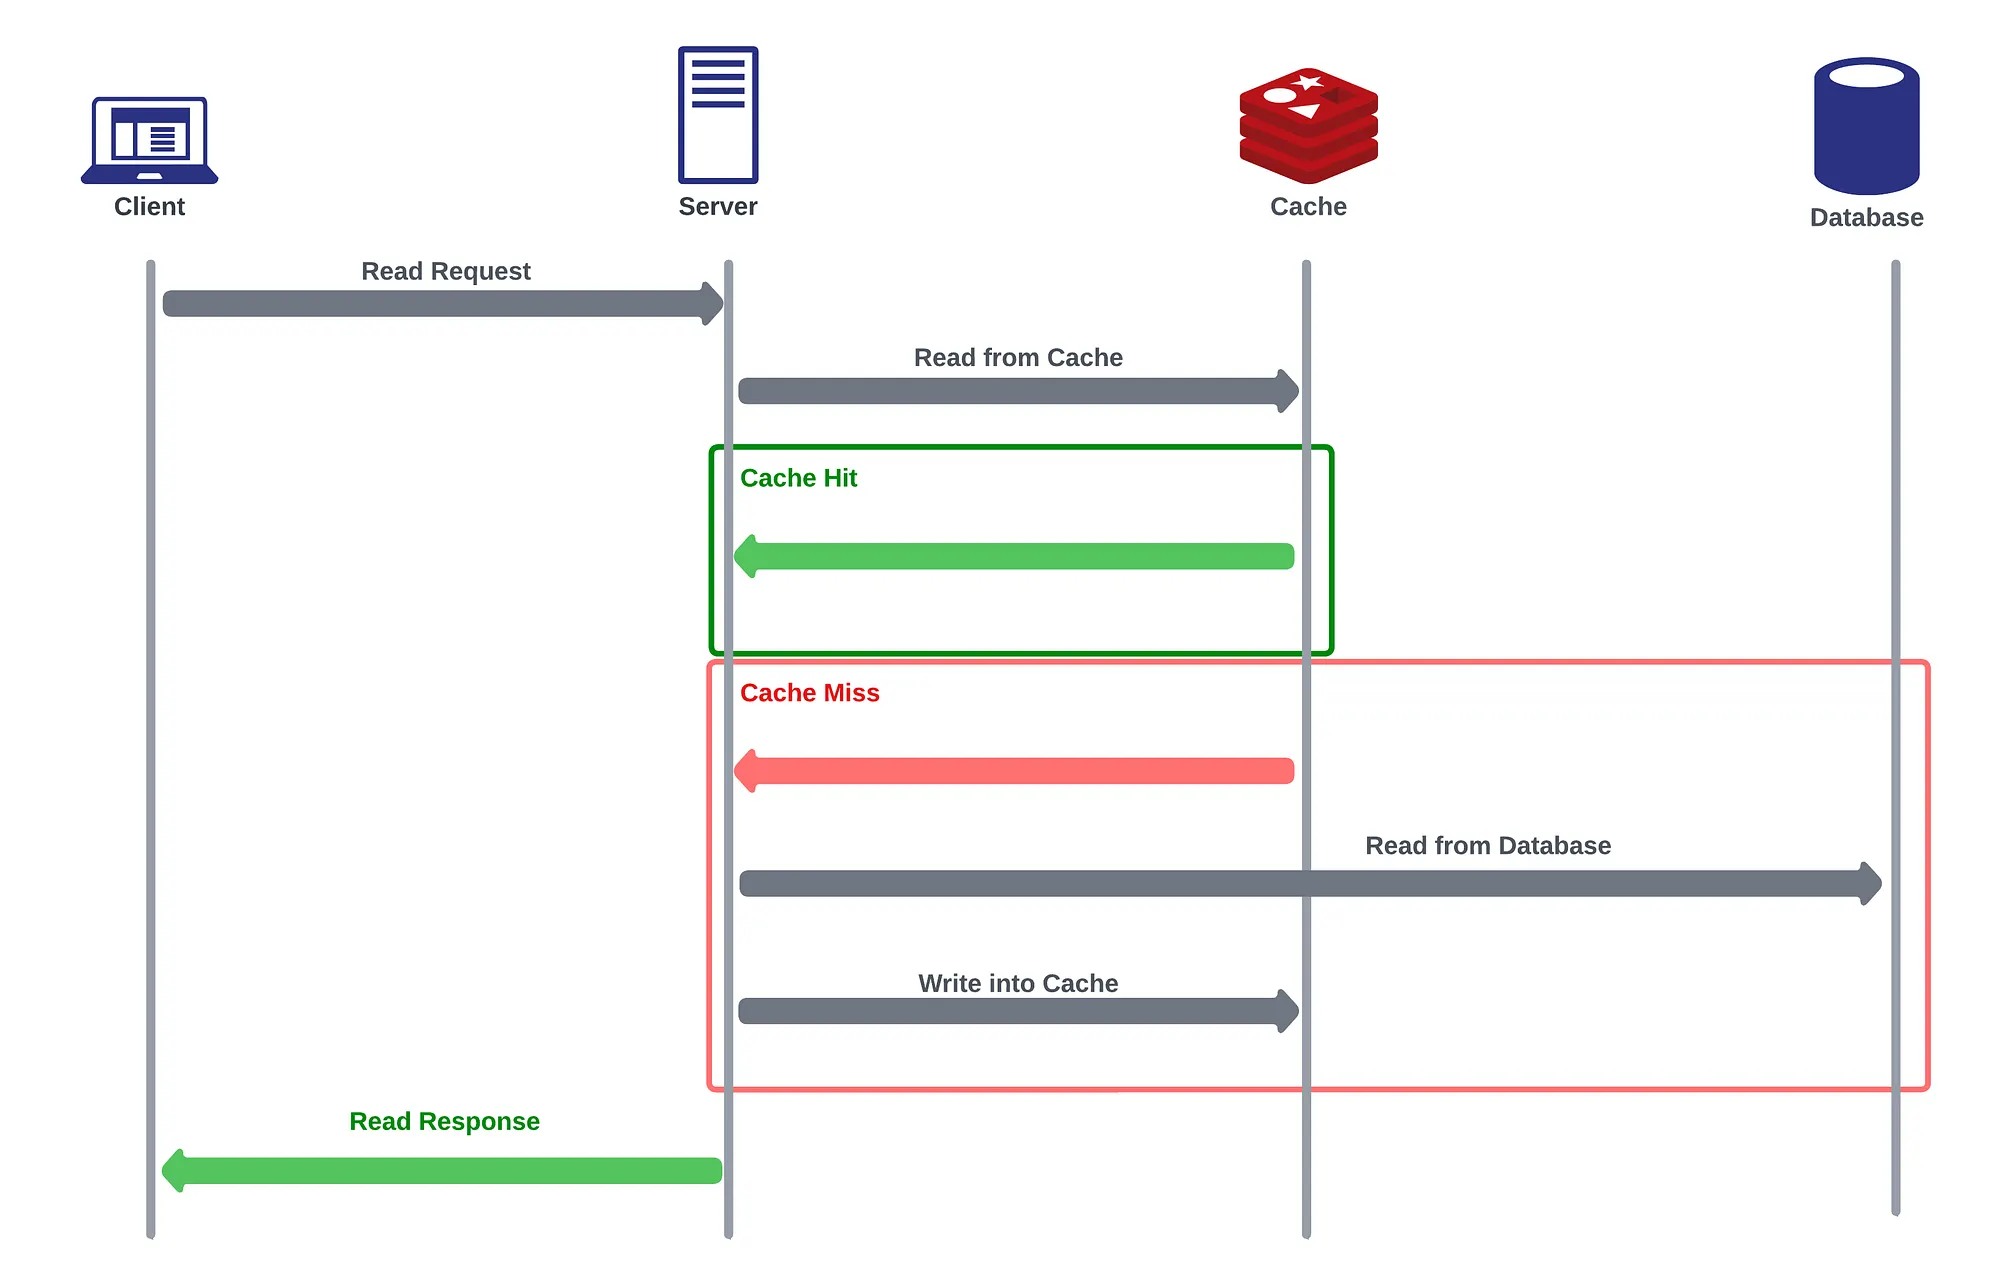 Client
Server
Cache
Database
Read Request
Read from Cache
Cache Hit
Cache Miss
Read from Database
Write into Cache
Read Response